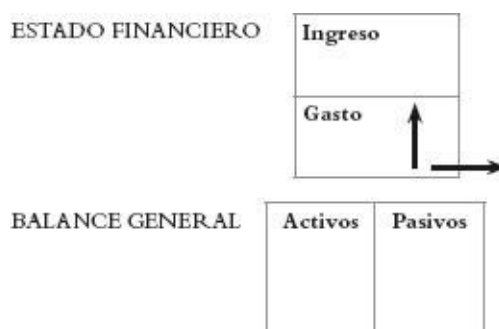 ESTADO FINANCIERO
Ingreso
Gasto
BALANCE GENERAL
Activos Pasivos